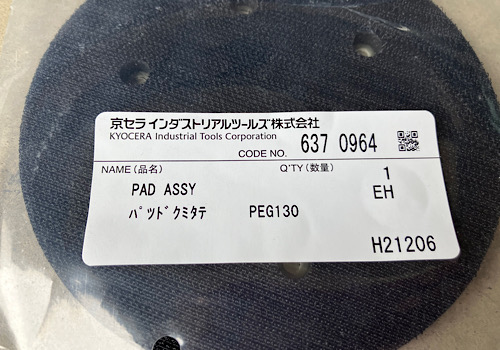 京セラ インダストリアルツールズ株式会社
KYOCERA Industrial Tools Corporation
CODE NO. 637 0964
NAME (品名) Q'TY (数量) 1
PAD ASSY EH
ﾊﾟﾂﾄﾞｸﾐﾀﾃ PEG130
H21206